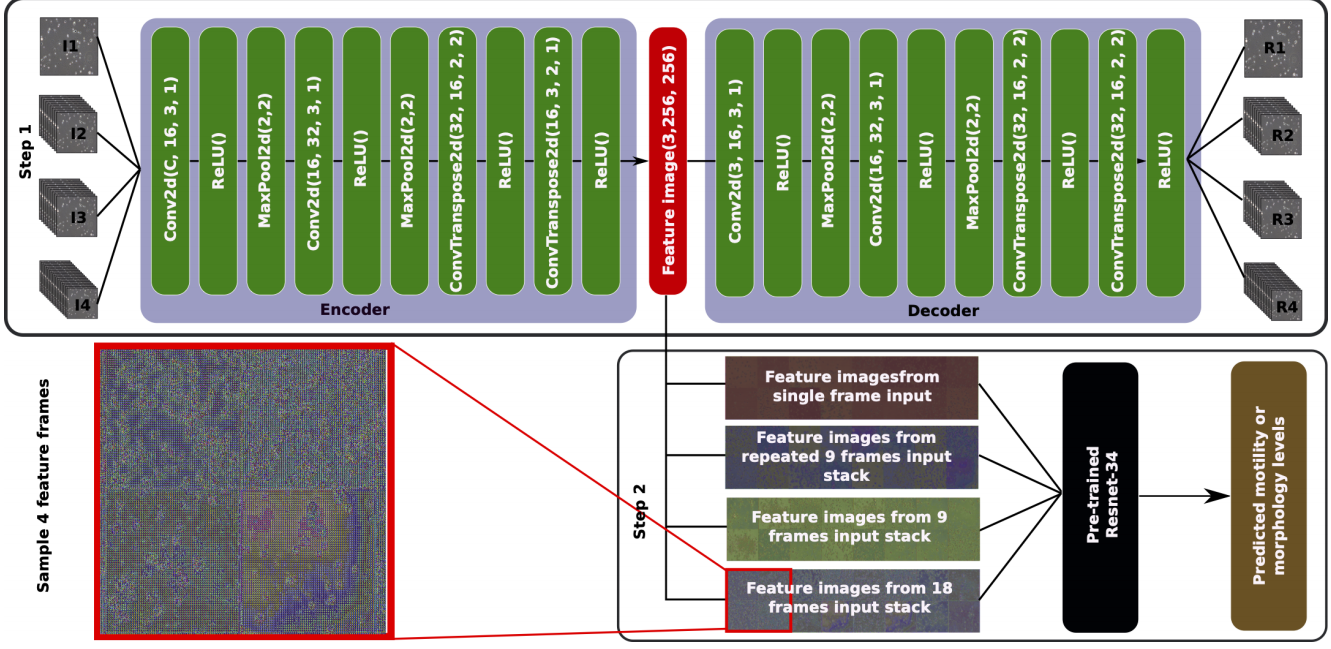 Step 1
I1
I2
I3
I4
Conv2d(C, 16, 3, 1)
ReLU()
MaxPool2d(2,2)
Conv2d(16, 32, 3, 1)
ReLU()
MaxPool2d(2,2)
ConvTranspose2d(32, 16, 2, 2)
ReLU()
ConvTranspose2d(16, 3, 2, 1)
ReLU()
Encoder
Feature image(3,256, 256)
Conv2d(3, 16, 3, 1)
ReLU()
MaxPool2d(2,2)
Conv2d(16, 32, 3, 1)
ReLU()
MaxPool2d(2,2)
ConvTranspose2d(32, 16, 2, 2)
ReLU()
ConvTranspose2d(32, 16, 2, 2)
ReLU()
Decoder
R1
R2
R3
R4
Sample 4 feature frames
Step 2
Feature imagesfrom
single frame input
Feature images from
repeated 9 frames input
stack
Feature images from 9
frames input stack
Feature images from 18
frames input stack
Pre-trained
Resnet-34
Predicted motility or
morphology levels